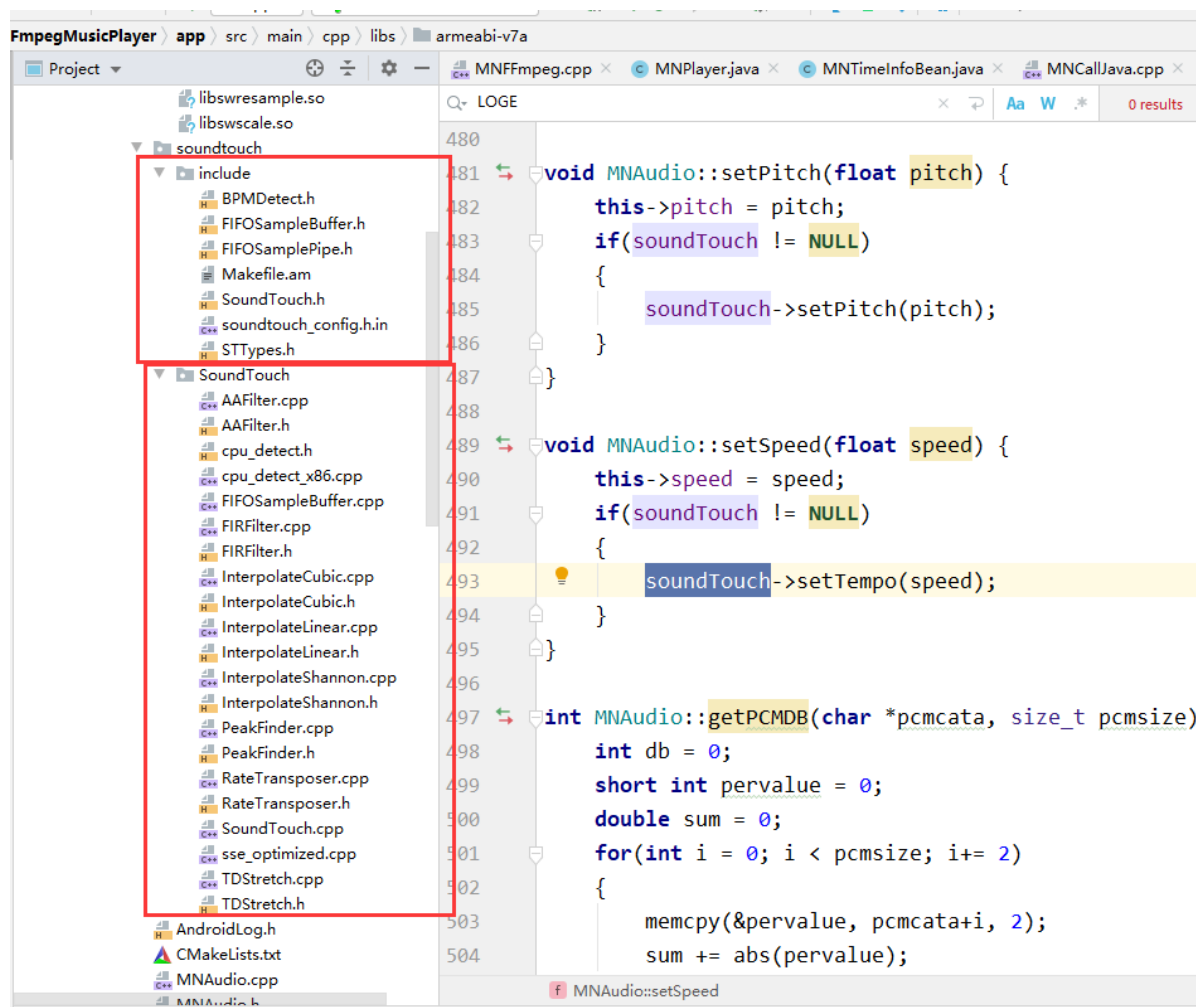 FmpegMusicPlayer app src main cpp libs armeabi-v7a
Project MNFFmpeg.cpp MNPlayer.java MNTimeInfoBean.java MNCallJava.cpp
LOGE Aa W .* 0 results
libswresample.so
libswscale.so
soundtouch
include
BPMDetect.h
FIFOSampleBuffer.h
FIFOSamplePipe.h
Makefile.am
SoundTouch.h
soundtouch_config.h.in
STTypes.h
SoundTouch
AAFilter.cpp
AAFilter.h
cpu_detect.h
cpu_detect_x86.cpp
FIFOSampleBuffer.cpp
FIRFilter.cpp
FIRFilter.h
InterpolateCubic.cpp
InterpolateCubic.h
InterpolateLinear.cpp
InterpolateLinear.h
InterpolateShannon.cpp
InterpolateShannon.h
PeakFinder.cpp
PeakFinder.h
RateTransposer.cpp
RateTransposer.h
SoundTouch.cpp
sse_optimized.cpp
TDStretch.cpp
TDStretch.h
AndroidLog.h
CMakeLists.txt
MNAudio.cpp
MNAudio.h
480
481 void MNAudio::setPitch(float pitch) {
482 this->pitch = pitch;
483 if(soundTouch != NULL)
484 {
485 soundTouch->setPitch(pitch);
486 }
487 }
488
489 void MNAudio::setSpeed(float speed) {
490 this->speed = speed;
491 if(soundTouch != NULL)
492 {
493 soundTouch->setTempo(speed);
494 }
495 }
496
497 int MNAudio::getPCMDB(char *pcmcata, size_t pcmsize)
498 int db = 0;
499 short int pervalue = 0;
500 double sum = 0;
501 for(int i = 0; i < pcmsize; i+= 2)
502 {
503 memcpy(&pervalue, pcmcata+i, 2);
504 sum += abs(pervalue);
f MNAudio::setSpeed